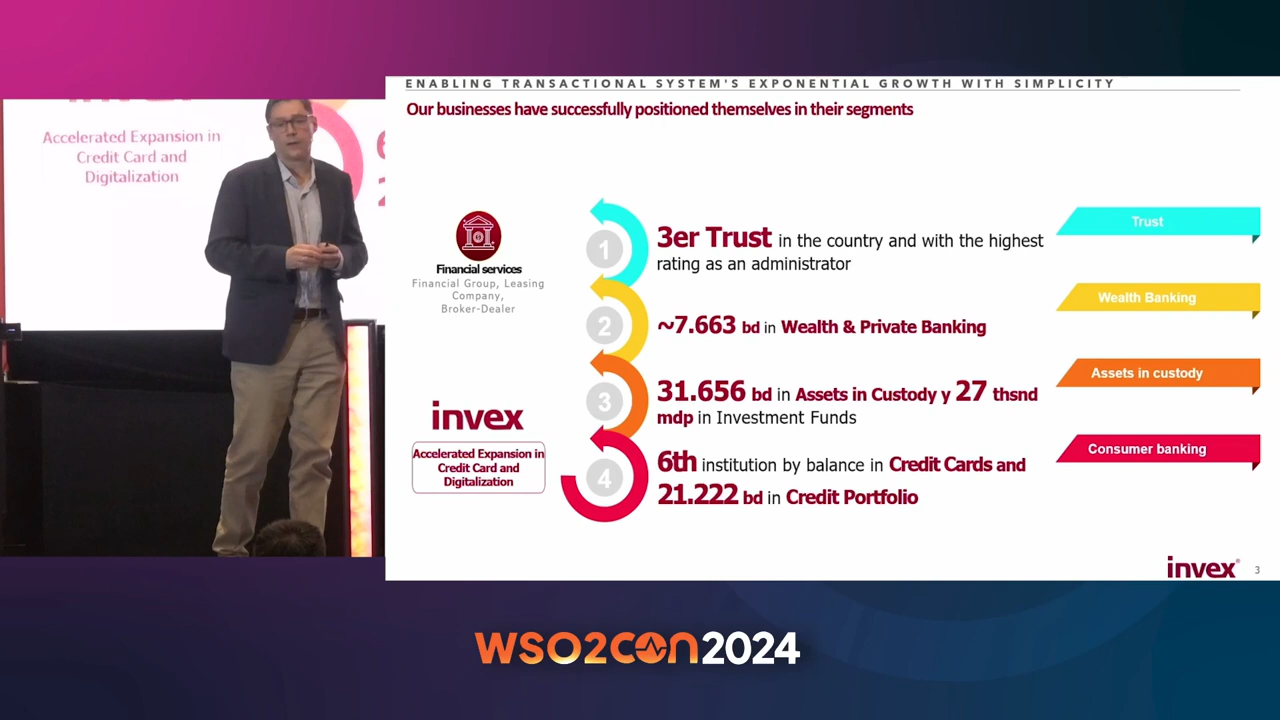 ENABLING TRANSACTIONAL SYSTEM'S EXPONENTIAL GROWTH WITH SIMPLICITY
Our businesses have successfully positioned themselves in their segments
Accelerated Expansion in
Credit Card and
Digitalization
Financial services
Financial Group, Leasing
Company,
Broker-Dealer
invex
Accelerated Expansion in
Credit Card and
Digitalization
1
3er Trust in the country and with the highest
rating as an administrator
Trust
2
~7.663 bd in Wealth & Private Banking
Wealth Banking
3
31.656 bd in Assets in Custody y 27 thsnd
mdp in Investment Funds
Assets in custody
4
6th institution by balance in Credit Cards and
21.222 bd in Credit Portfolio
Consumer banking
invex®
3
WSO2CON2024